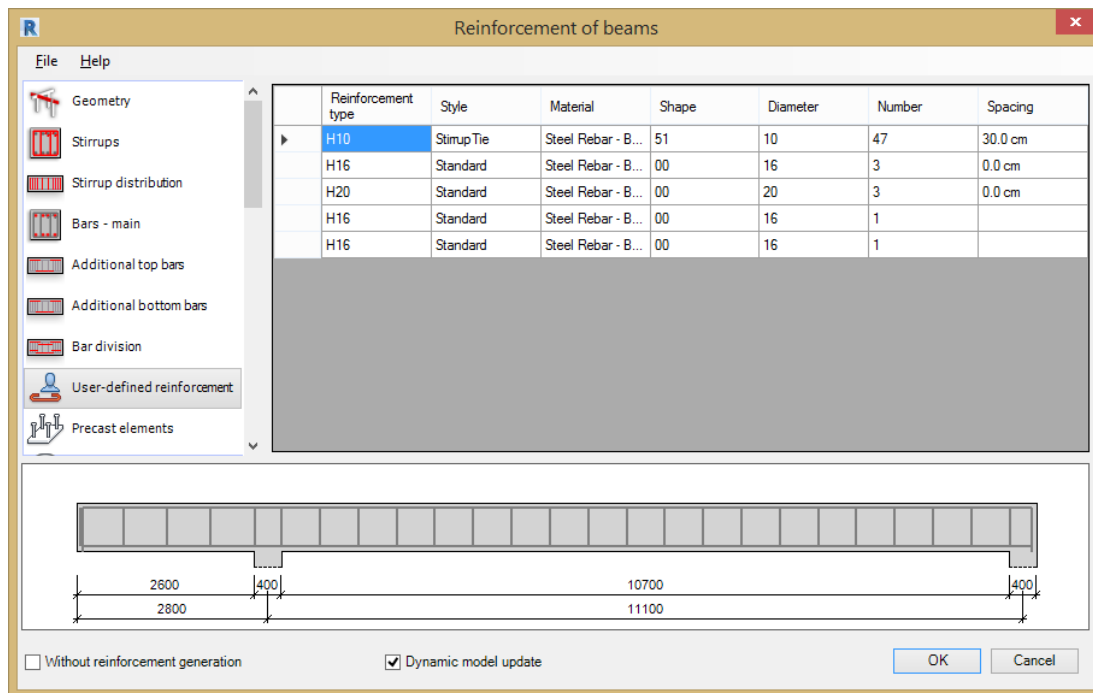 Reinforcement of beams
File Help
Geometry
Stirrups
Stirrup distribution
Bars - main
Additional top bars
Additional bottom bars
Bar division
User-defined reinforcement
Precast elements
Reinforcement type Style Material Shape Diameter Number Spacing
H10 StirrupTie Steel Rebar - B... 51 10 47 30.0 cm
H16 Standard Steel Rebar - B... 00 16 3 0.0 cm
H20 Standard Steel Rebar - B... 00 20 3 0.0 cm
H16 Standard Steel Rebar - B... 00 16 1
H16 Standard Steel Rebar - B... 00 16 1
2600 400 10700 400
2800 11100
Without reinforcement generation Dynamic model update OK Cancel